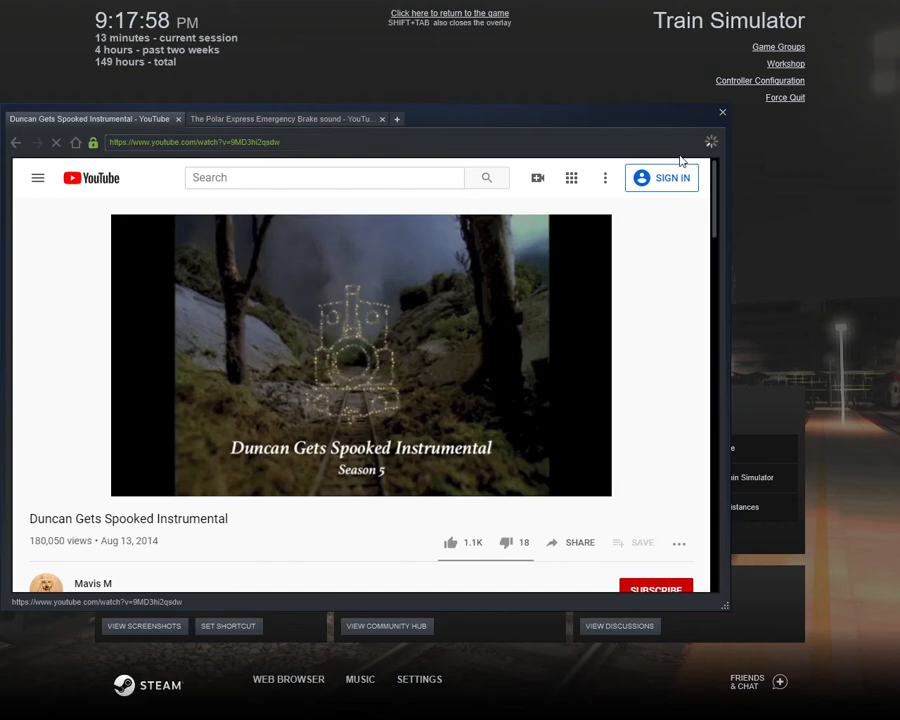 9:17:58 PM
13 minutes - current session
4 hours - past two weeks
149 hours - total
Click here to return to the game
SHIFT+TAB also closes the overlay
Train Simulator
Game Groups
Workshop
Controller Configuration
Force Quit
Duncan Gets Spooked Instrumental - YouTube
The Polar Express Emergency Brake sound - YouTu...
https://www.youtube.com/watch?v=9MD3hi2qsdw
YouTube
Search
SIGN IN
Duncan Gets Spooked Instrumental
Season 5
Duncan Gets Spooked Instrumental
180,050 views • Aug 13, 2014
1.1K
18
SHARE
SAVE
Mavis M
SUBSCRIBE
https://www.youtube.com/watch?v=9MD3hi2qsdw
Simulator
VIEW SCREENSHOTS
SET SHORTCUT
VIEW COMMUNITY HUB
VIEW DISCUSSIONS
STEAM
WEB BROWSER
MUSIC
SETTINGS
FRIENDS
& CHAT